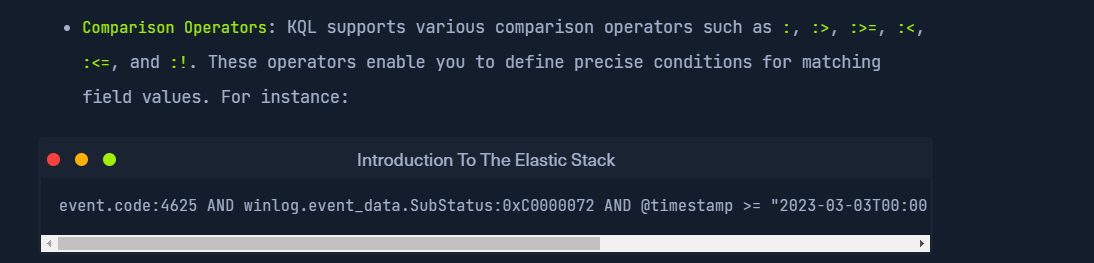 • Comparison Operators: KQL supports various comparison operators such as :, :>, :>=, :<,
:<=, and :!. These operators enable you to define precise conditions for matching
field values. For instance:
Introduction To The Elastic Stack
event.code:4625 AND winlog.event_data.SubStatus:0xC0000072 AND @timestamp >= "2023-03-03T00:00